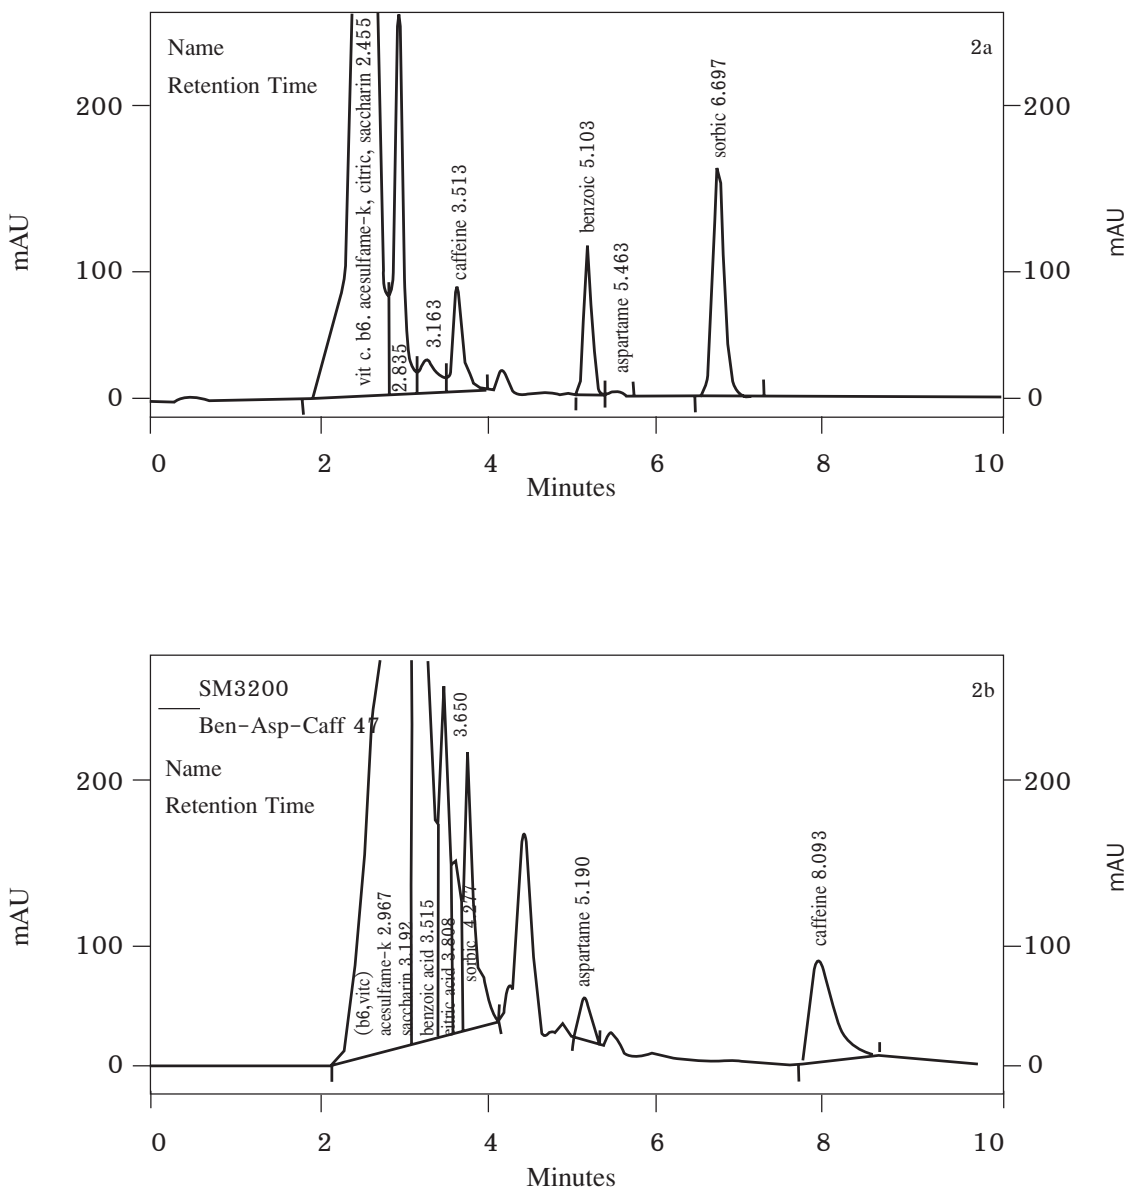 Name
Retention Time
2a
vit c. b6. acesulfame-k, citric, saccharin 2.455
2.835
3.163
caffeine 3.513
benzoic 5.103
aspartame 5.463
sorbic 6.697
200
100
0
200
100
0
mAU
mAU
0 2 4 6 8 10
Minutes
SM3200
Ben-Asp-Caff 47
Name
Retention Time
2b
(b6,vitc)
acesulfame-k 2.967
saccharin 3.192
benzoic acid 3.515
citric acid 3.808
sorbic 4.277
3.650
aspartame 5.190
caffeine 8.093
200
100
0
200
100
0
mAU
mAU
0 2 4 6 8 10
Minutes